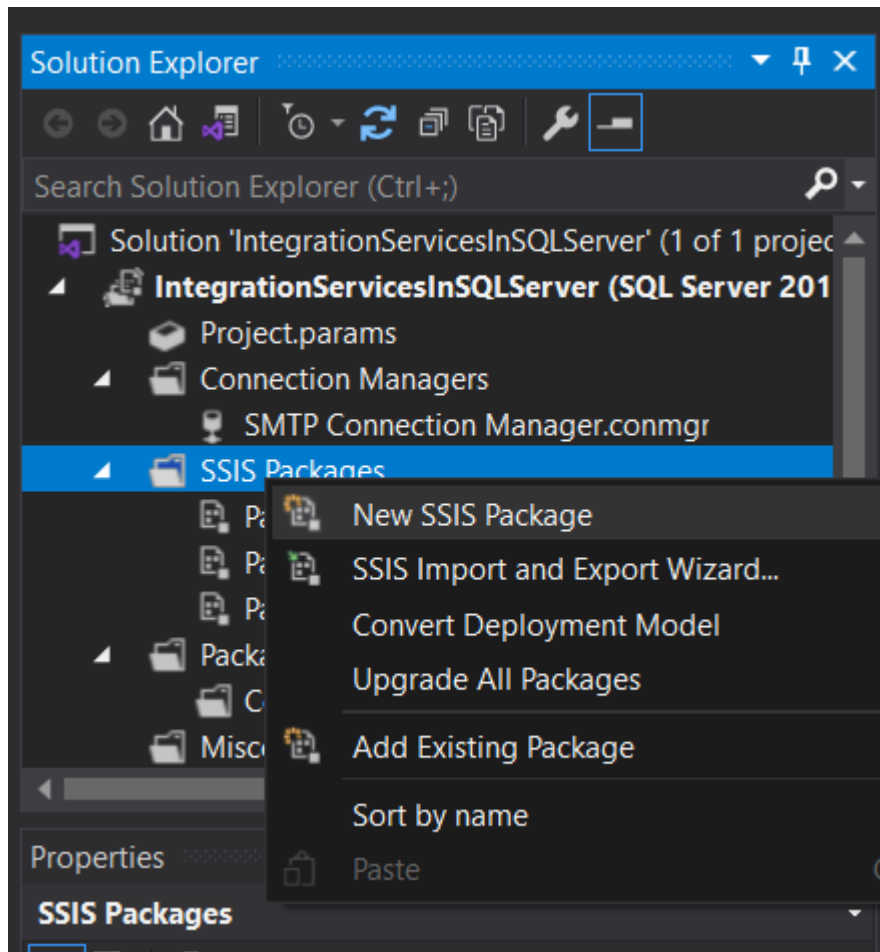 Solution Explorer
Search Solution Explorer (Ctrl+;)
Solution 'IntegrationServicesInSQLServer' (1 of 1 projec
IntegrationServicesInSQLServer (SQL Server 201
Project.params
Connection Managers
SMTP Connection Manager.conmgr
SSIS Packages
New SSIS Package
SSIS Import and Export Wizard...
Convert Deployment Model
Upgrade All Packages
Add Existing Package
Sort by name
Paste
Properties
SSIS Packages